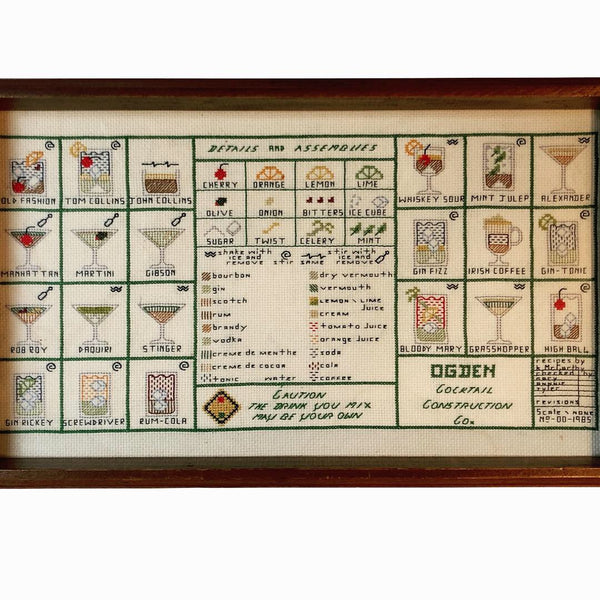 OLD FASHION
TOM COLLINS
JOHN COLLINS
MANHATTAN
MARTINI
GIBSON
ROB ROY
DAQUIRI
STINGER
GIN RICKEY
SCREWDRIVER
RUM-COLA
DETAILS AND ASSEMBLIES
CHERRY ORANGE LEMON LIME
OLIVE ONION BITTERS ICE CUBE
SUGAR TWIST CELERY MINT
shake with ice and remove
stir same
stir with ice and remove
bourbon
gin
scotch
rum
brandy
vodka
creme de menthe
creme de cacoa
tonic water
dry vermouth
vermouth
lemon \ lime juice
cream
tomato juice
orange juice
soda
cola
coffee
CAUTION
THE DRINK YOU MIX
MAY BE YOUR OWN
WHISKEY SOUR
MINT JULEP
ALEXANDER
GIN FIZZ
IRISH COFFEE
GIN-TONIC
BLOODY MARY
GRASSHOPPER
HIGH BALL
OGDEN
COCKTAIL
CONSTRUCTION
CO.
recipes by
checked by
tyler
revisions
Scale: none
Nº-00-1985